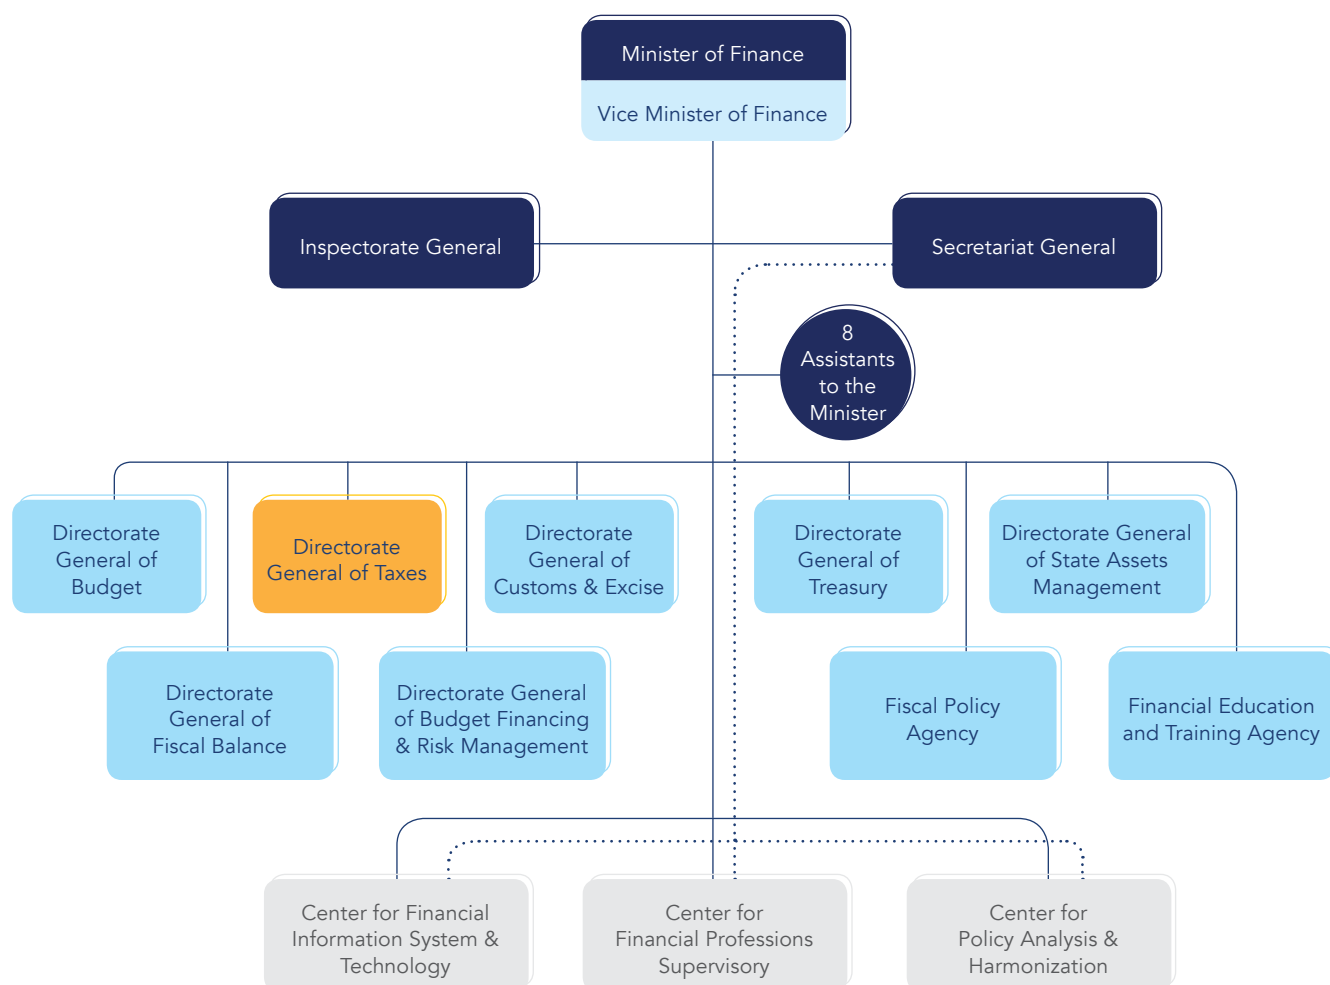 Minister of Finance
Vice Minister of Finance
Inspectorate General
Secretariat General
8
Assistants
to the
Minister
Directorate
General of
Budget
Directorate
General of Taxes
Directorate
General of
Customs & Excise
Directorate
General of
Treasury
Directorate General
of State Assets
Management
Directorate
General of
Fiscal Balance
Directorate General
of Budget Financing
& Risk Management
Fiscal Policy
Agency
Financial Education
and Training Agency
Center for Financial
Information System &
Technology
Center for
Financial Professions
Supervisory
Center for
Policy Analysis &
Harmonization